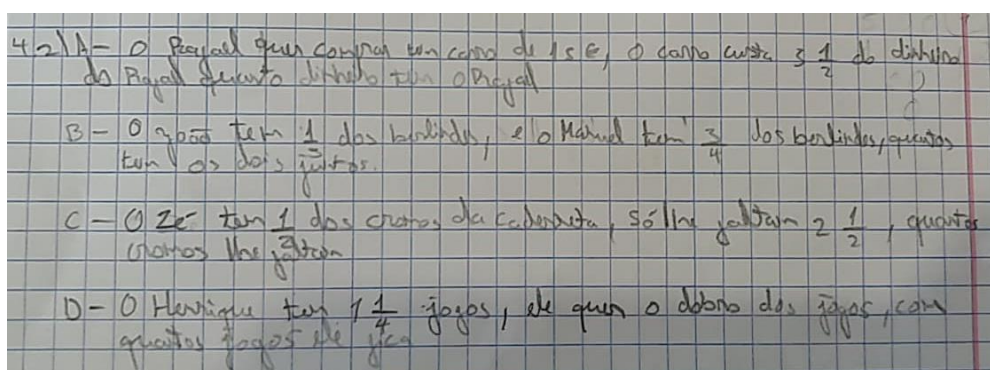 4.2) A - O Rafael quer comprar um carro de 15€, o carro custa 3 1/2 do dinheiro
do Rafael quanto dinheiro tem o Rafael
B - O João tem 1/2 dos berlindes, e o Manuel tem 3/4 dos berlindes, quantos
tem os dois juntos.
C - O Zé tem 1/2 dos cromos da caderneta, só lhe faltam 2 1/2, quantos
cromos lhe faltam
D - O Henrique tem 1 1/4 jogos, ele quer o dobro dos jogos, com
quantos jogos ele fica